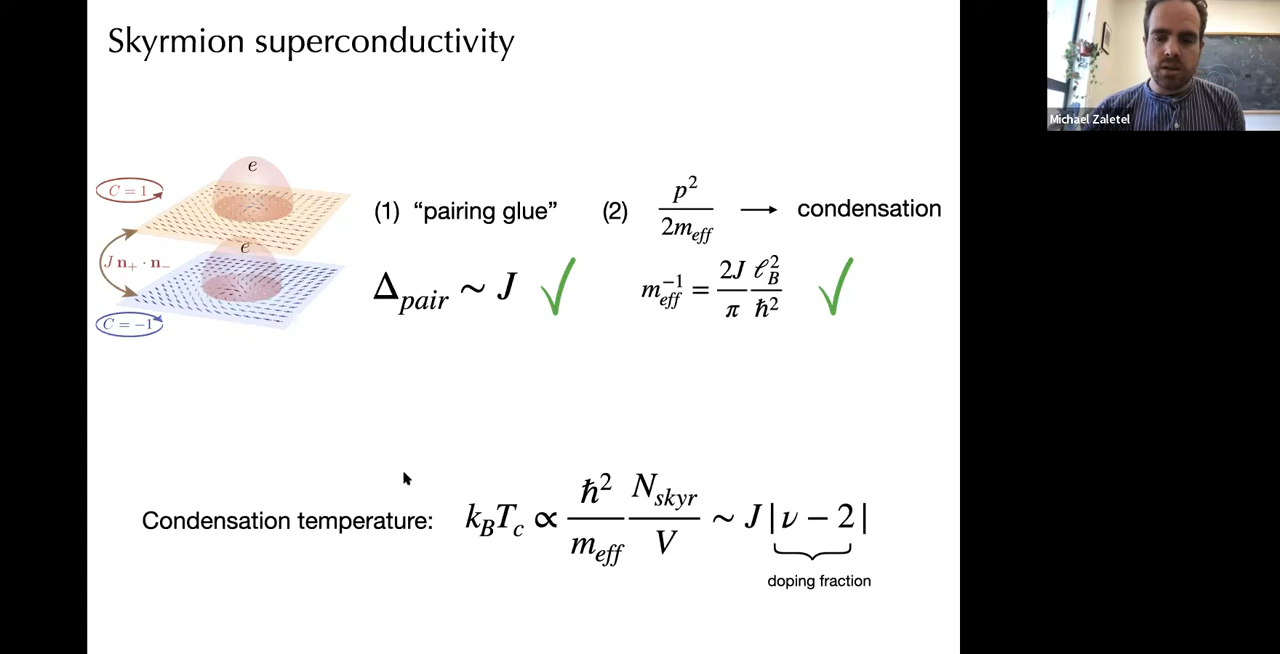 Skyrmion superconductivity
e
C = 1
e
J n₊ · n₋
C = −1
(1) “pairing glue”
Δ_pair ~ J ✓
(2) p² / 2m_eff ⟶ condensation
m_eff⁻¹ = 2J/π ℓ_B²/ħ² ✓
Condensation temperature: k_B T_c ∝ ħ²/m_eff N_skyr/V ~ J|ν − 2|
doping fraction
Michael Zaletel